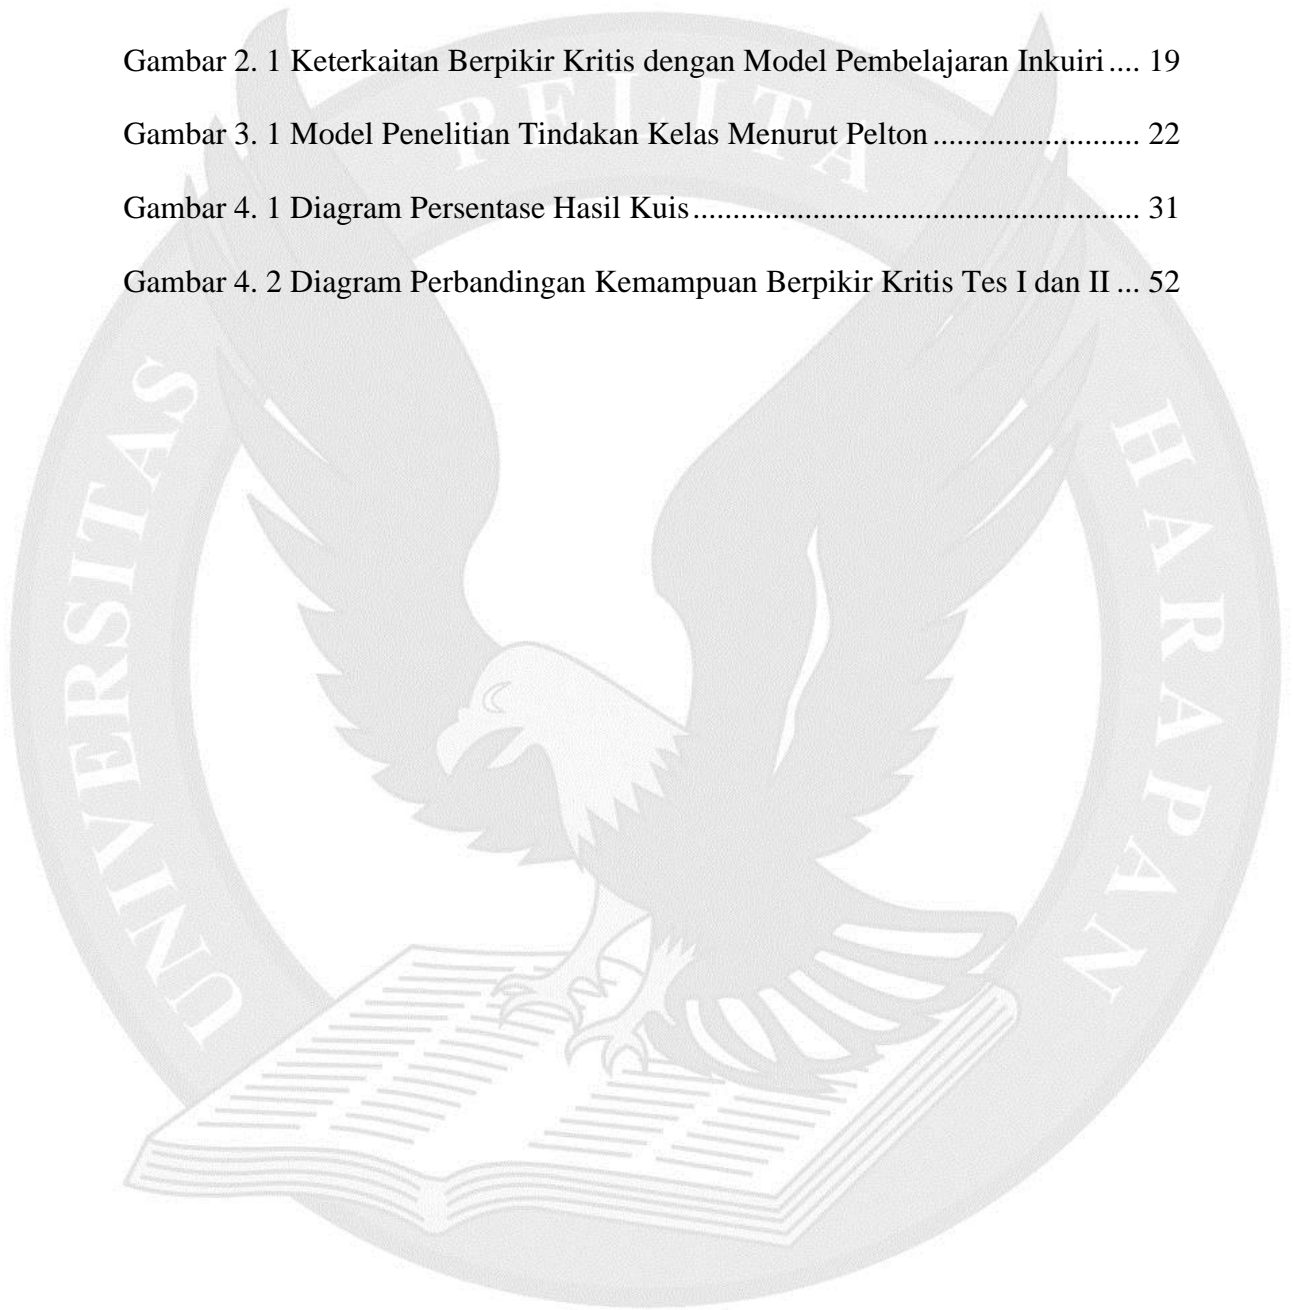 Gambar 2. 1 Keterkaitan Berpikir Kritis dengan Model Pembelajaran Inkuiri .... 19
Gambar 3. 1 Model Penelitian Tindakan Kelas Menurut Pelton .......................... 22
Gambar 4. 1 Diagram Persentase Hasil Kuis ........................................................ 31
Gambar 4. 2 Diagram Perbandingan Kemampuan Berpikir Kritis Tes I dan II ... 52
UNIVERSITAS PELITA HARAPAN